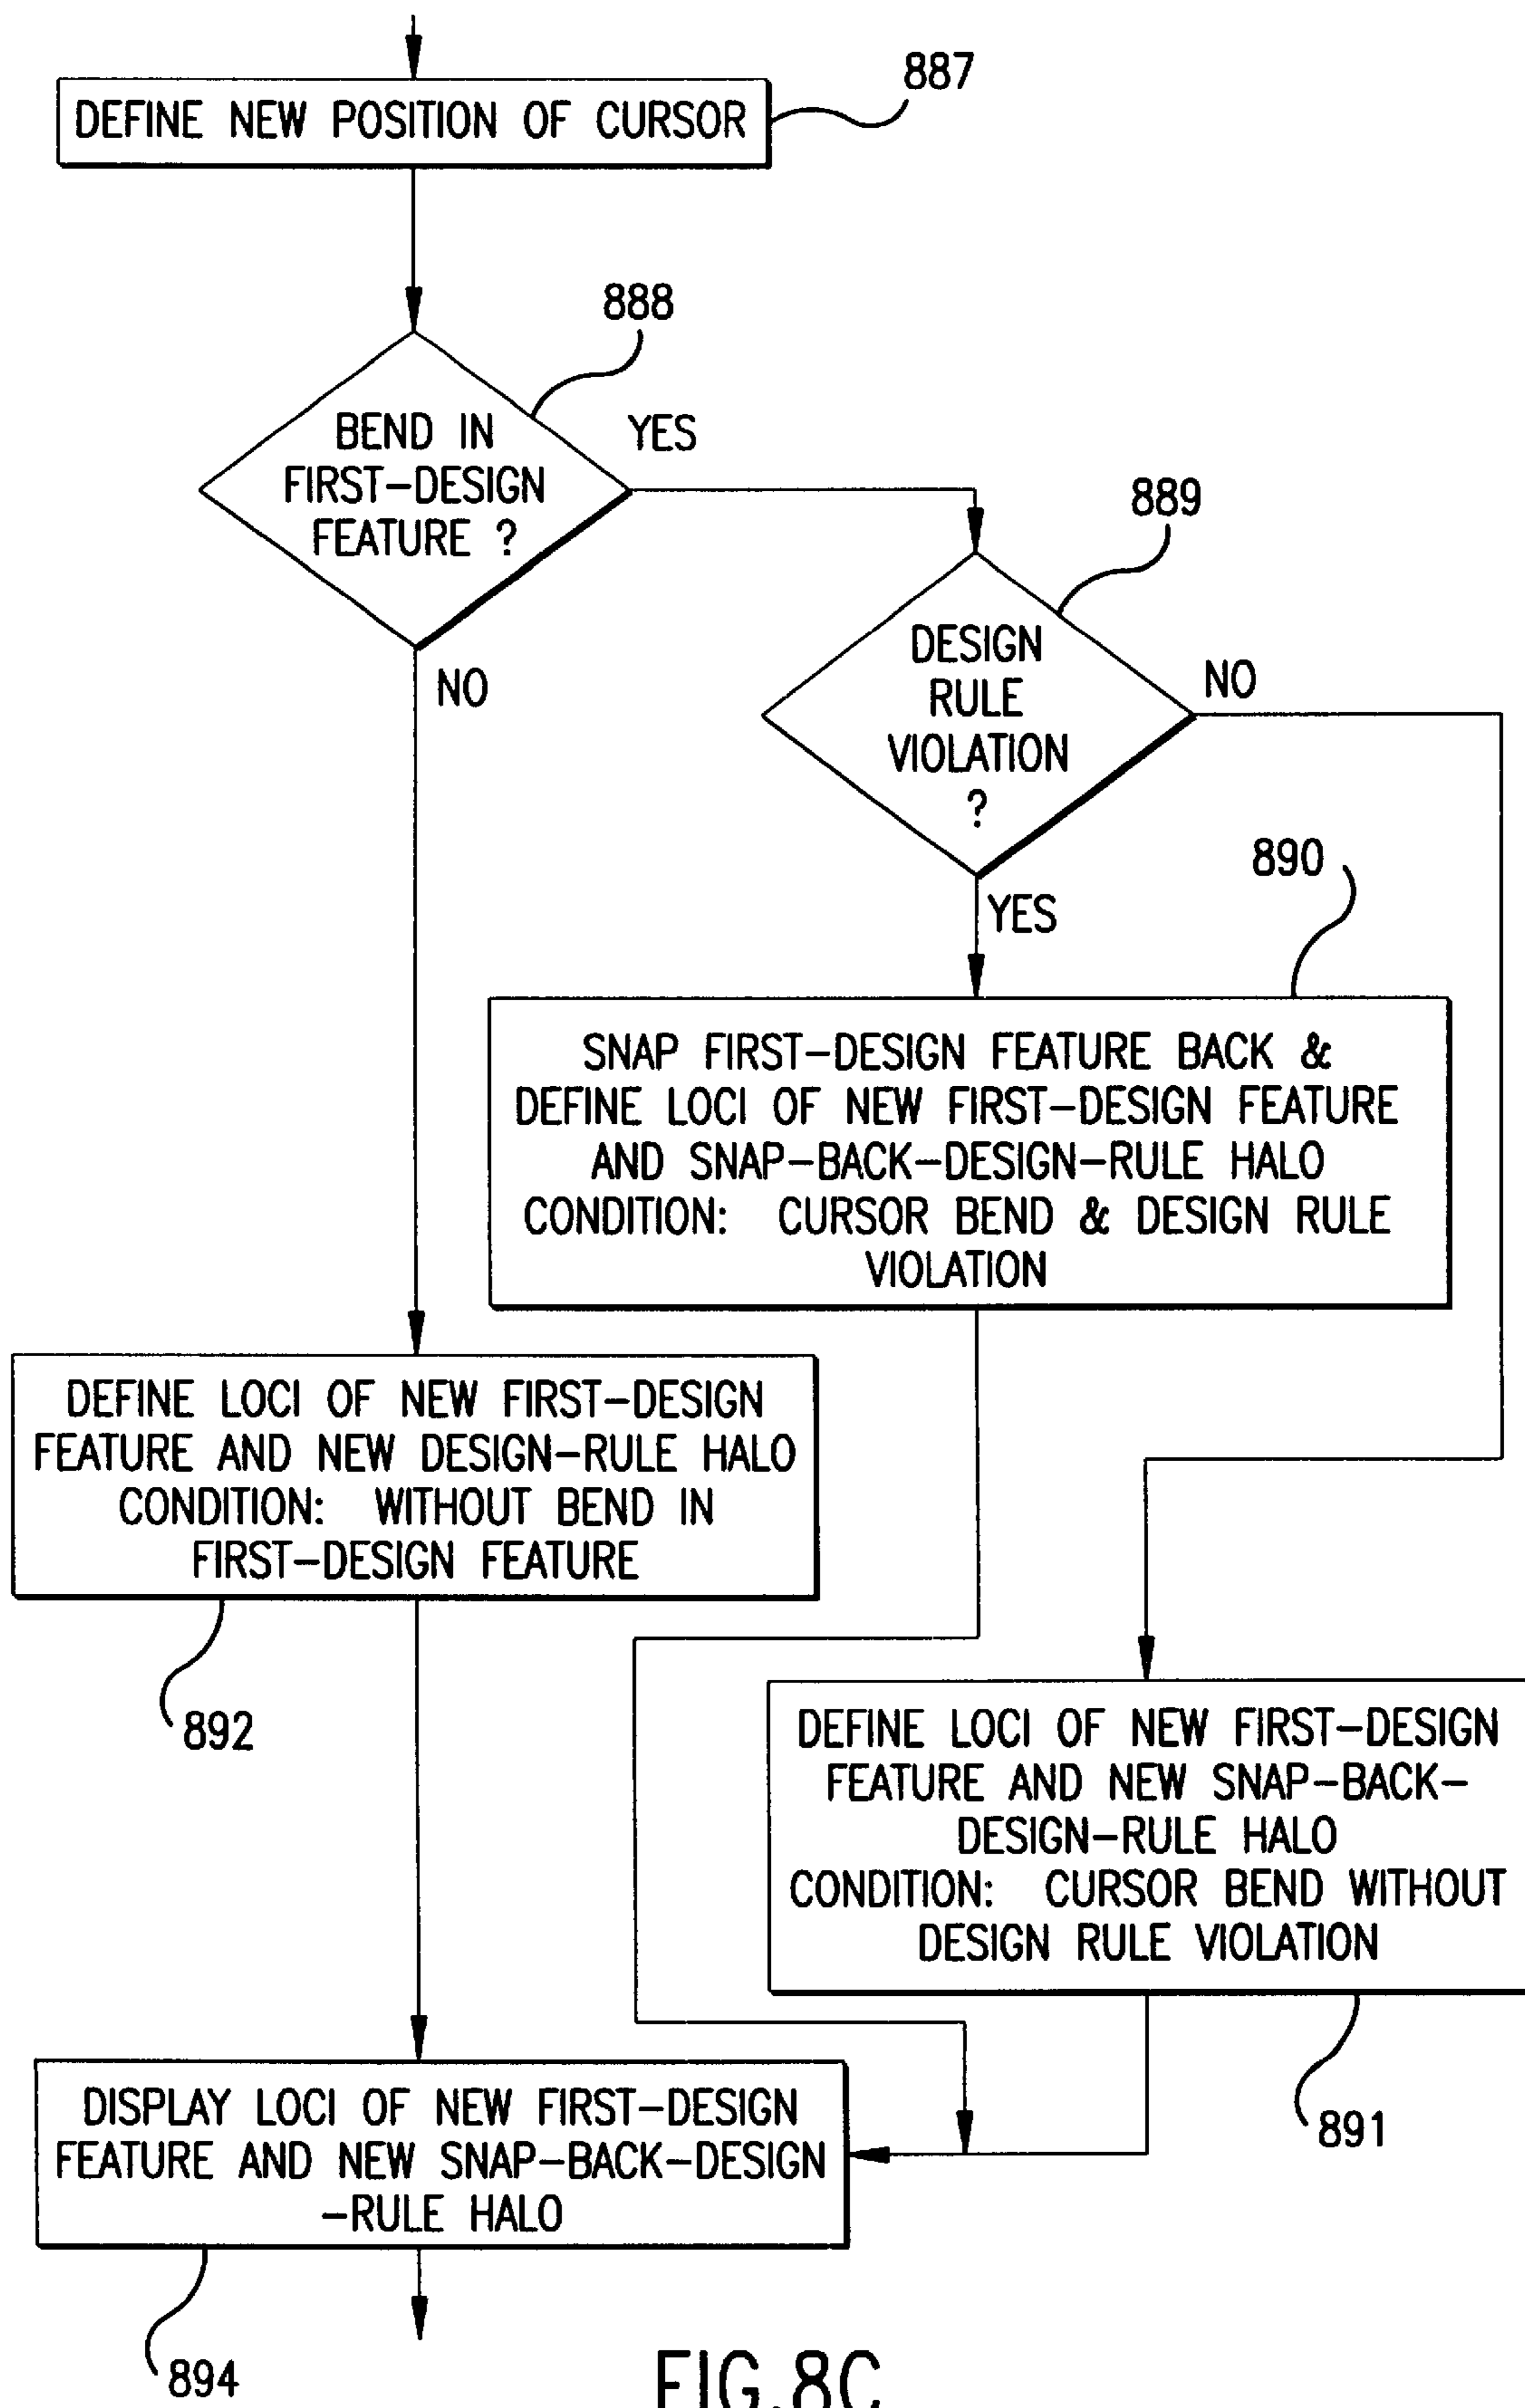 887
DEFINE NEW POSITION OF CURSOR
888
BEND IN
FIRST-DESIGN
FEATURE ?
YES
NO
889
DESIGN
RULE
VIOLATION
?
NO
YES
890
SNAP FIRST-DESIGN FEATURE BACK &
DEFINE LOCI OF NEW FIRST-DESIGN FEATURE
AND SNAP-BACK-DESIGN-RULE HALO
CONDITION: CURSOR BEND & DESIGN RULE
VIOLATION
DEFINE LOCI OF NEW FIRST-DESIGN
FEATURE AND NEW DESIGN-RULE HALO
CONDITION: WITHOUT BEND IN
FIRST-DESIGN FEATURE
892
DEFINE LOCI OF NEW FIRST-DESIGN
FEATURE AND NEW SNAP-BACK-
DESIGN-RULE HALO
CONDITION: CURSOR BEND WITHOUT
DESIGN RULE VIOLATION
891
DISPLAY LOCI OF NEW FIRST-DESIGN
FEATURE AND NEW SNAP-BACK-DESIGN
-RULE HALO
894
FIG.8C